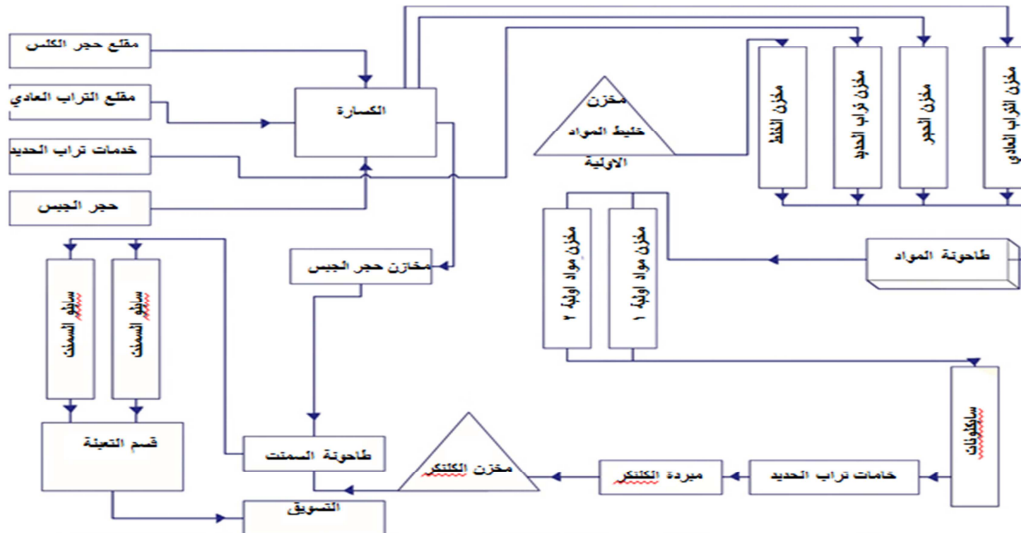 مقلع حجر الكلس
مقلع التراب العادي
خدمات تراب الحديد
حجر الجبس
الكسارة
مخزن
خليط المواد
الاولية
مخزن الخلط
مخزن تراب الحديد
مخزن الحجر
مخزن التراب العادي
طاحونة المواد
مخزن مواد اولية ١
مخزن مواد اولية ٢
مخازن حجر الجبس
سايلو السمنت
سايلو السمنت
سايكلونات
خامات تراب الحديد
مبردة الكلنكر
مخزن الكلنكر
طاحونة السمنت
قسم التعبئة
التسويق